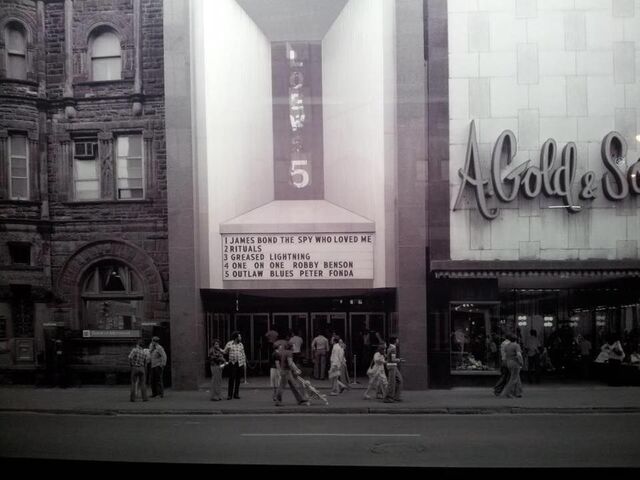 LOEW'S
5
1 JAMES BOND THE SPY WHO LOVED ME
2 RITUALS
3 GREASED LIGHTNING
4 ONE ON ONE ROBBY BENSON
5 OUTLAW BLUES PETER FONDA
A. Gold & So